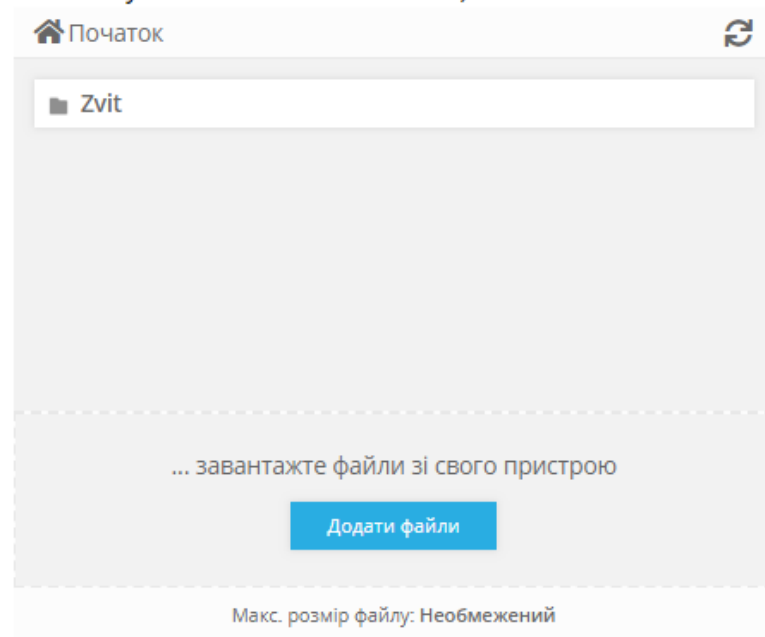 Початок
Zvit
... завантажте файли зі свого пристрою
Додати файли
Макс. розмір файлу: Необмежений